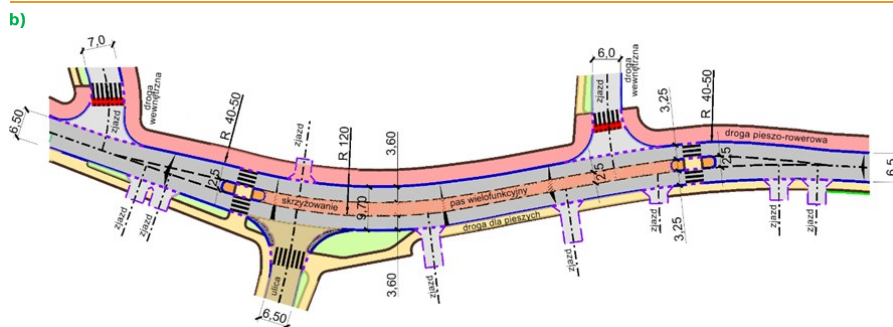 b)
7,0
6,50
zjazd
droga
wewnętrzna
R 40-50
zjazd
R 120
3,60
6,0
zjazd
droga
wewnętrzna
3,25
R 40-50
droga pieszo-rowerowa
2,5
skrzyżowanie
9,70
pas wielofunkcyjny
2,5
2,5
6,5
zjazd
zjazd
droga dla pieszych
zjazd
zjazd
zjazd
3,25
zjazd
zjazd
ulica
3,60
6,50